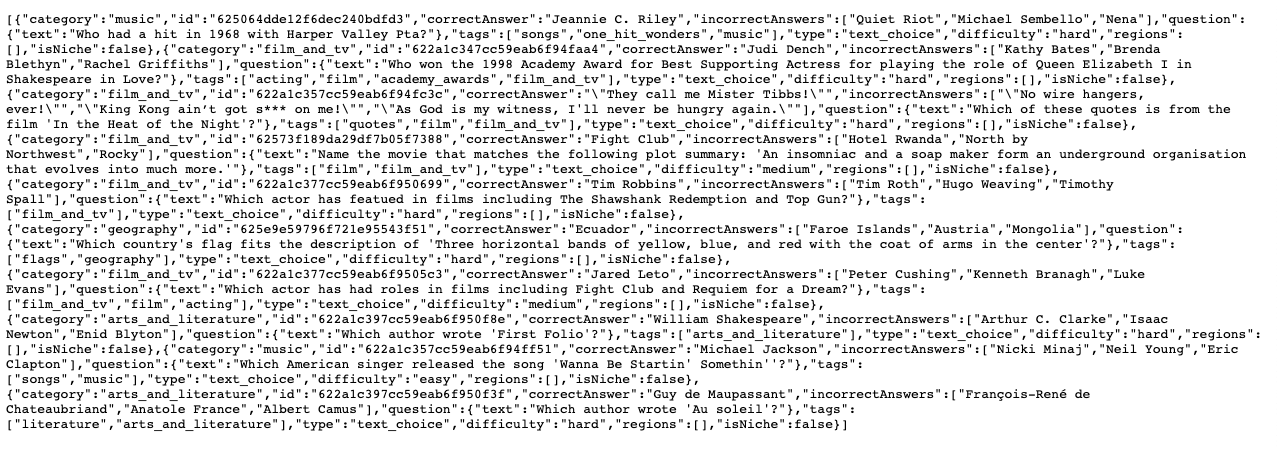 [{"category":"music","id":"625064dde12f6dec240bdfd3","correctAnswer":"Jeannie C. Riley","incorrectAnswers":["Quiet Riot","Michael Sembello","Nena"],"question":
{"text":"Who had a hit in 1968 with Harper Valley Pta?"},"tags":["songs","one_hit_wonders","music"],"type":"text_choice","difficulty":"hard","regions":
[],"isNiche":false},{"category":"film_and_tv","id":"622a1c347cc59eab6f94faa4","correctAnswer":"Judi Dench","incorrectAnswers":["Kathy Bates","Brenda
Blethyn","Rachel Griffiths"],"question":{"text":"Who won the 1998 Academy Award for Best Supporting Actress for playing the role of Queen Elizabeth I in
Shakespeare in Love?"},"tags":["acting","film","academy_awards","film_and_tv"],"type":"text_choice","difficulty":"hard","regions":[],"isNiche":false},
{"category":"film_and_tv","id":"622a1c347cc59eab6f94fc3c","correctAnswer":"\"They call me Mister Tibbs!\"","incorrectAnswers":["\"No wire hangers,
ever!\"","\"King Kong ain’t got s*** on me!\"","\"As God is my witness, I'll never be hungry again.\""],"question":{"text":"Which of these quotes is from the
film 'In the Heat of the Night'?"},"tags":["quotes","film","film_and_tv"],"type":"text_choice","difficulty":"hard","regions":[],"isNiche":false},
{"category":"film_and_tv","id":"62573f189da29df7b05f7388","correctAnswer":"Fight Club","incorrectAnswers":["Hotel Rwanda","North by
Northwest","Rocky"],"question":{"text":"Name the movie that matches the following plot summary: 'An insomniac and a soap maker form an underground organisation
that evolves into much more.'"},"tags":["film","film_and_tv"],"type":"text_choice","difficulty":"medium","regions":[],"isNiche":false},
{"category":"film_and_tv","id":"622a1c377cc59eab6f950699","correctAnswer":"Tim Robbins","incorrectAnswers":["Tim Roth","Hugo Weaving","Timothy
Spall"],"question":{"text":"Which actor has featued in films including The Shawshank Redemption and Top Gun?"},"tags":
["film_and_tv"],"type":"text_choice","difficulty":"hard","regions":[],"isNiche":false},
{"category":"geography","id":"625e9e59796f721e95543f51","correctAnswer":"Ecuador","incorrectAnswers":["Faroe Islands","Austria","Mongolia"],"question":
{"text":"Which country's flag fits the description of 'Three horizontal bands of yellow, blue, and red with the coat of arms in the center'?"},"tags":
["flags","geography"],"type":"text_choice","difficulty":"hard","regions":[],"isNiche":false},
{"category":"film_and_tv","id":"622a1c377cc59eab6f9505c3","correctAnswer":"Jared Leto","incorrectAnswers":["Peter Cushing","Kenneth Branagh","Luke
Evans"],"question":{"text":"Which actor has had roles in films including Fight Club and Requiem for a Dream?"},"tags":
["film_and_tv","film","acting"],"type":"text_choice","difficulty":"medium","regions":[],"isNiche":false},
{"category":"arts_and_literature","id":"622a1c397cc59eab6f950f8e","correctAnswer":"William Shakespeare","incorrectAnswers":["Arthur C. Clarke","Isaac
Newton","Enid Blyton"],"question":{"text":"Which author wrote 'First Folio'?"},"tags":["arts_and_literature"],"type":"text_choice","difficulty":"hard","regions":
[],"isNiche":false},{"category":"music","id":"622a1c357cc59eab6f94ff51","correctAnswer":"Michael Jackson","incorrectAnswers":["Nicki Minaj","Neil Young","Eric
Clapton"],"question":{"text":"Which American singer released the song 'Wanna Be Startin' Somethin''?"},"tags":
["songs","music"],"type":"text_choice","difficulty":"easy","regions":[],"isNiche":false},
{"category":"arts_and_literature","id":"622a1c397cc59eab6f950f3f","correctAnswer":"Guy de Maupassant","incorrectAnswers":["François-René de
Chateaubriand","Anatole France","Albert Camus"],"question":{"text":"Which author wrote 'Au soleil'?"},"tags":
["literature","arts_and_literature"],"type":"text_choice","difficulty":"hard","regions":[],"isNiche":false}]